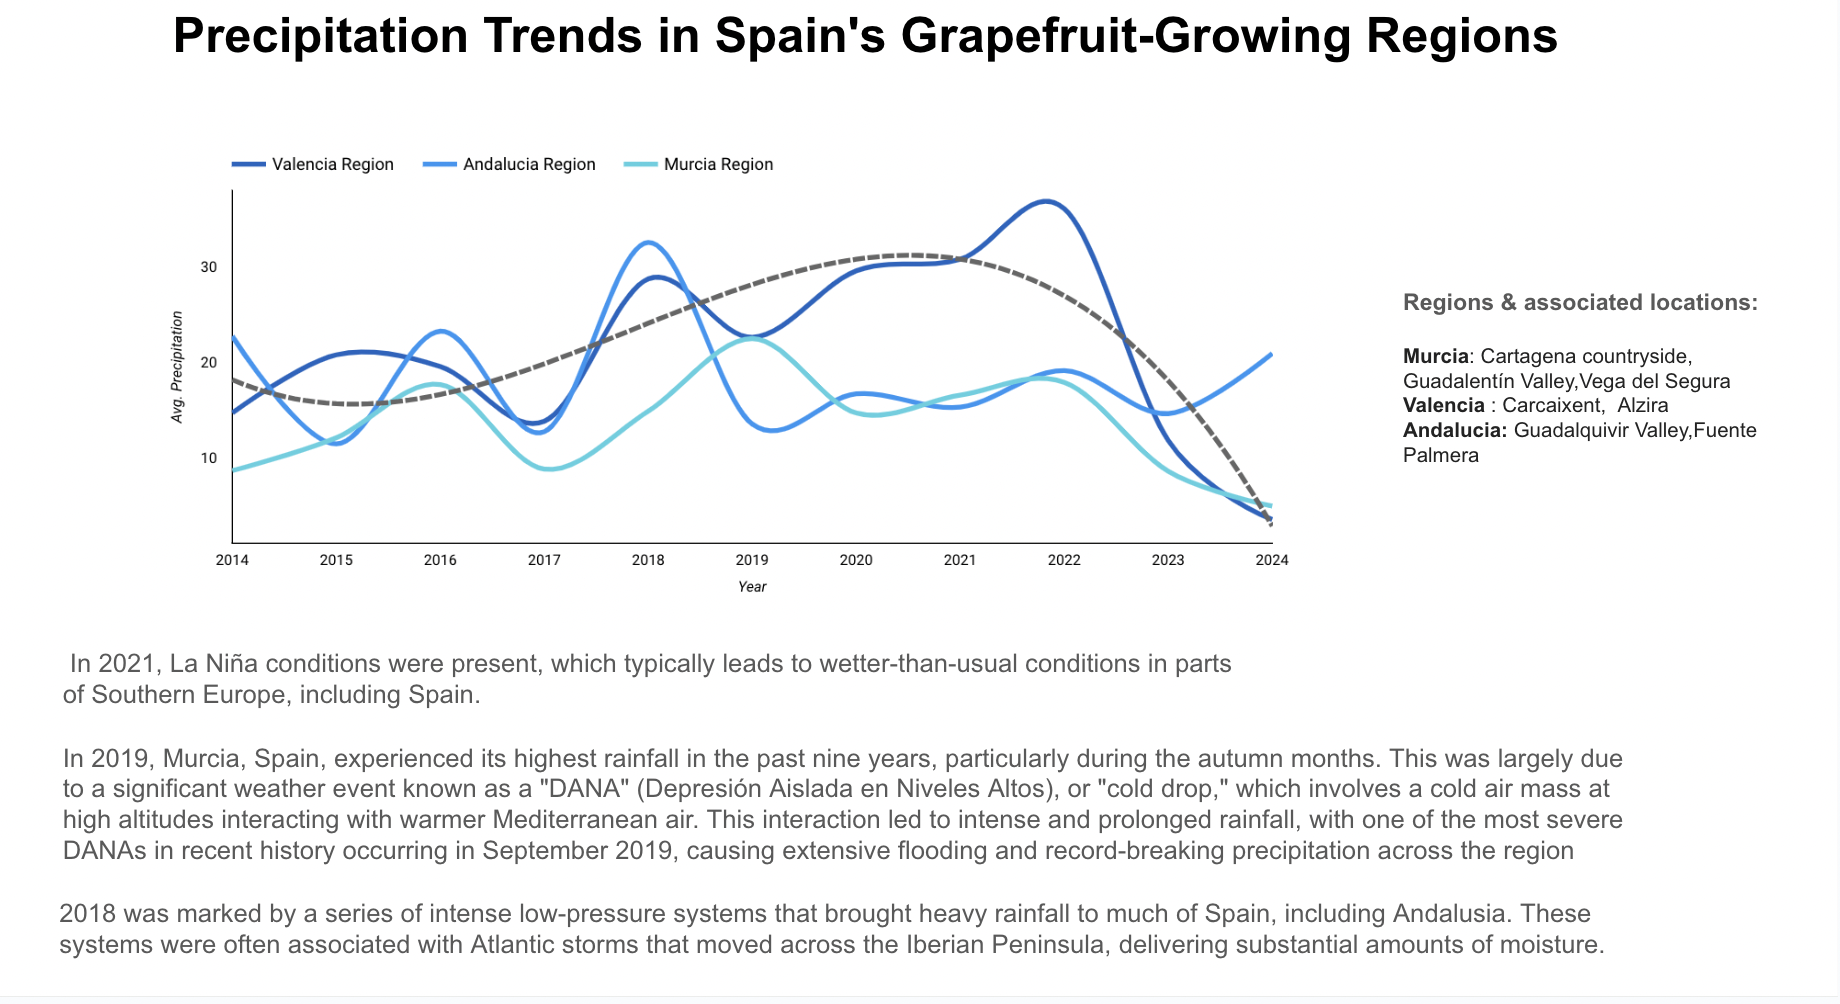 Precipitation Trends in Spain's Grapefruit-Growing Regions
Valencia Region
Andalucia Region
Murcia Region
30
20
10
Avg. Precipitation
2014
2015
2016
2017
2018
2019
2020
2021
2022
2023
2024
Year
Regions & associated locations:
Murcia: Cartagena countryside,
Guadalentín Valley,Vega del Segura
Valencia : Carcaixent,  Alzira
Andalucia: Guadalquivir Valley,Fuente
Palmera
In 2021, La Niña conditions were present, which typically leads to wetter-than-usual conditions in parts
of Southern Europe, including Spain.
In 2019, Murcia, Spain, experienced its highest rainfall in the past nine years, particularly during the autumn months. This was largely due
to a significant weather event known as a "DANA" (Depresión Aislada en Niveles Altos), or "cold drop," which involves a cold air mass at
high altitudes interacting with warmer Mediterranean air. This interaction led to intense and prolonged rainfall, with one of the most severe
DANAs in recent history occurring in September 2019, causing extensive flooding and record-breaking precipitation across the region
2018 was marked by a series of intense low-pressure systems that brought heavy rainfall to much of Spain, including Andalusia. These
systems were often associated with Atlantic storms that moved across the Iberian Peninsula, delivering substantial amounts of moisture.